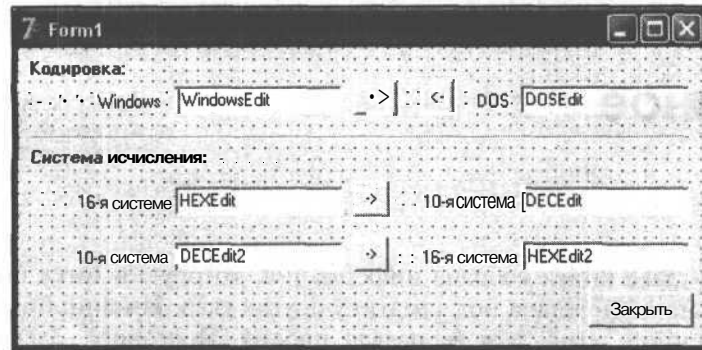 7 Form1
Кодировка:
Windows WindowsEdit -> <- DOS: DOSEdit
Система исчисления:
16-я системе HEXEdit -> 10-я система DECEdit
10-я система DECEdit2 -> 16-я система HEXEdit2
Закрыть